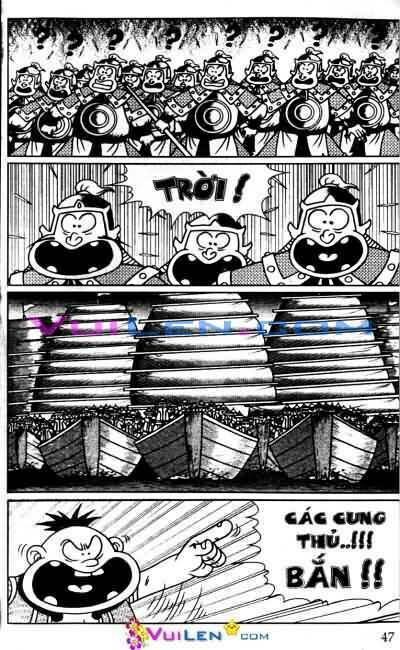 ? ? ? ? ? ?
TRỜI !
VUILEN.COM
CÁC CUNG
THỦ..!!!
BẮN !!
47
VUILEN.COM